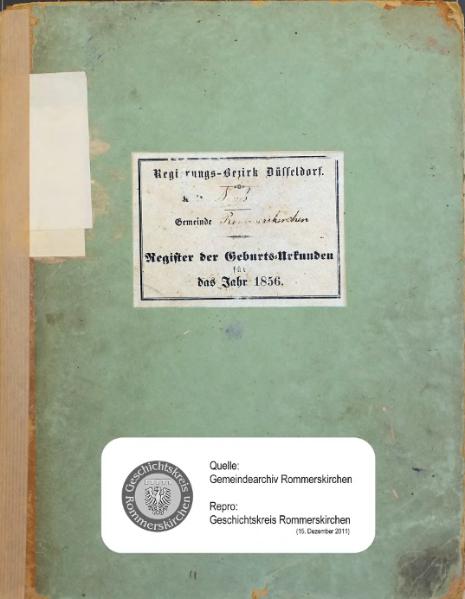 Regierungs-Bezirk Düsseldorf.
Gemeinde Rommerskirchen
Register der Geburts-Urkunden
für
das Jahr 1856.
Geschichtskreis
Rommerskirchen
Quelle:
Gemeindearchiv Rommerskirchen
Repro:
Geschichtskreis Rommerskirchen
(15. Dezember 2011)